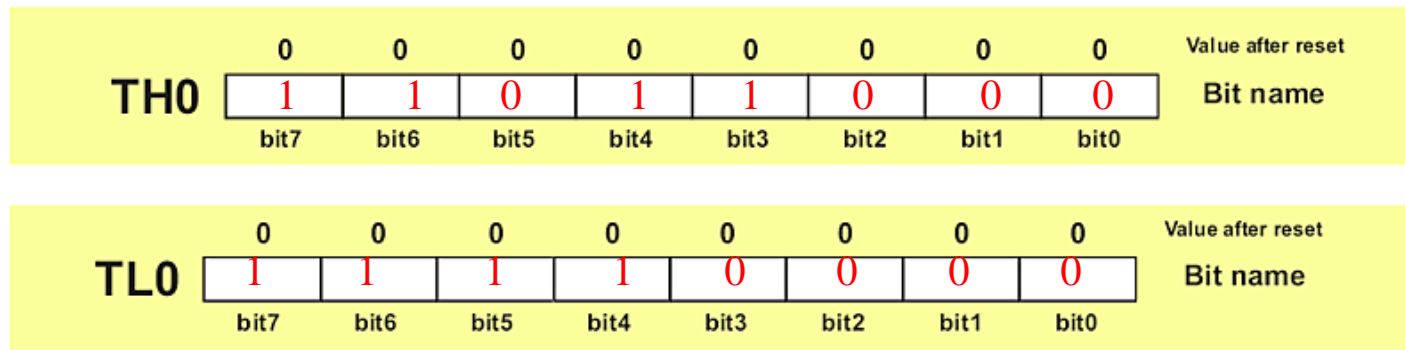 0 0 0 0 0 0 0 0 Value after reset
TH0 1 1 0 1 1 0 0 0 Bit name
bit7 bit6 bit5 bit4 bit3 bit2 bit1 bit0
0 0 0 0 0 0 0 0 Value after reset
TL0 1 1 1 1 0 0 0 0 Bit name
bit7 bit6 bit5 bit4 bit3 bit2 bit1 bit0